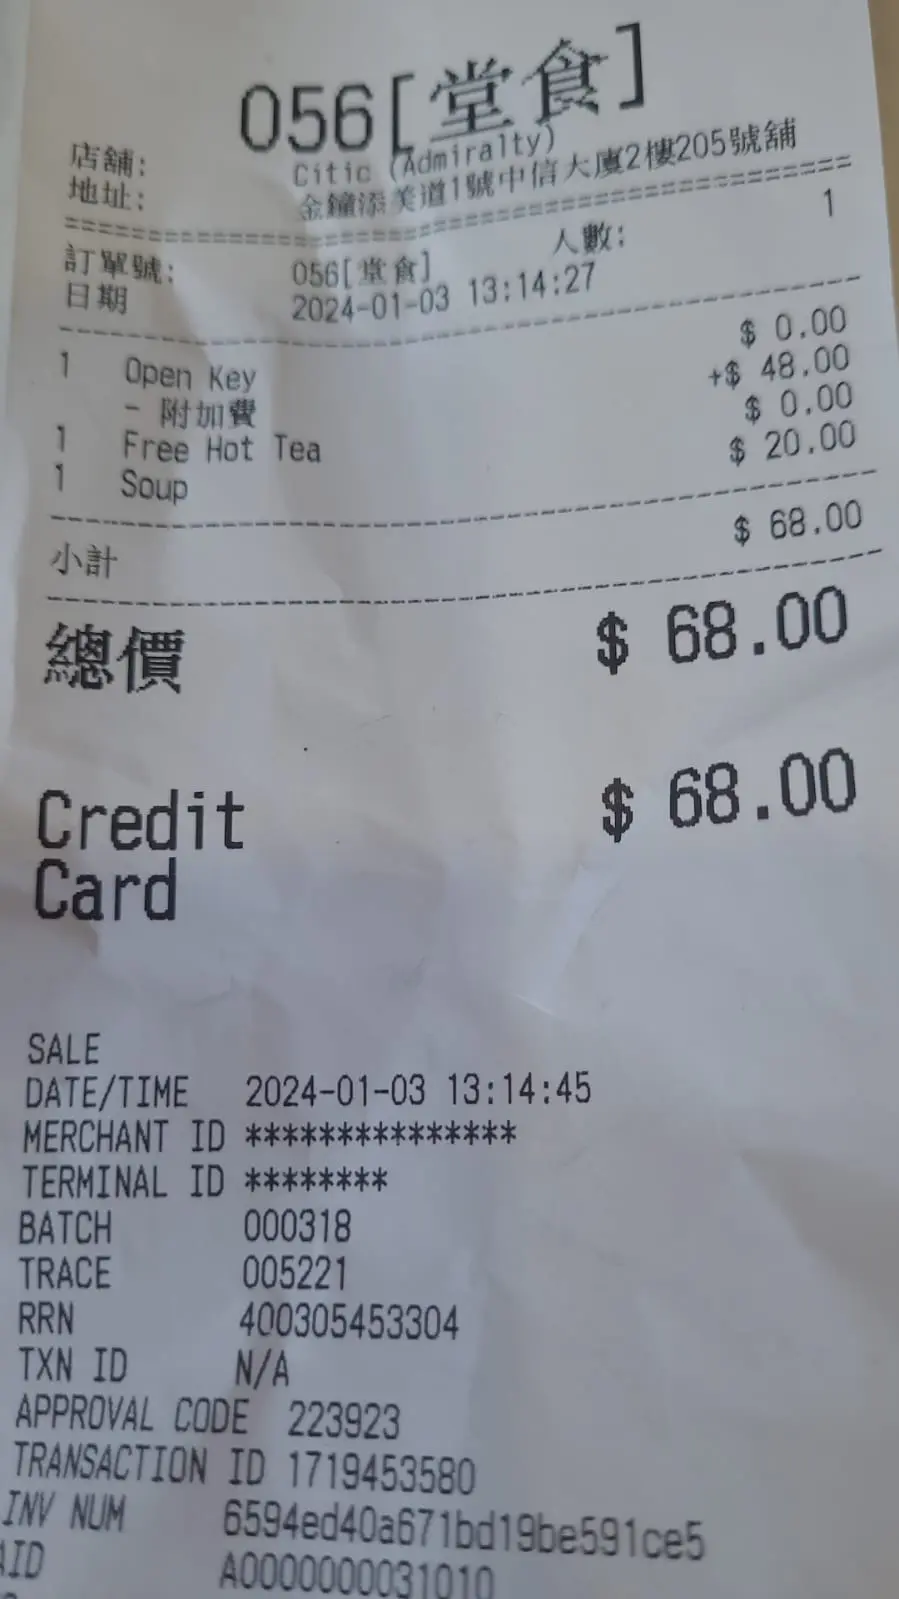 056[堂食]
店舖: Citic (Admiralty)
地址: 金鐘添美道1號中信大廈2樓205號舖
================================================
訂單號: 056[堂食] 人數: 1
日期 2024-01-03 13:14:27
------------------------------------------------
1 Open Key $ 0.00
- 附加費 +$ 48.00
1 Free Hot Tea $ 0.00
1 Soup $ 20.00
------------------------------------------------
小計 $ 68.00
------------------------------------------------
總價 $ 68.00
Credit $ 68.00
Card
SALE
DATE/TIME 2024-01-03 13:14:45
MERCHANT ID ***************
TERMINAL ID ********
BATCH 000318
TRACE 005221
RRN 400305453304
TXN ID N/A
APPROVAL CODE 223923
TRANSACTION ID 1719453580
INV NUM 6594ed40a671bd19be591ce5
AID A0000000031010